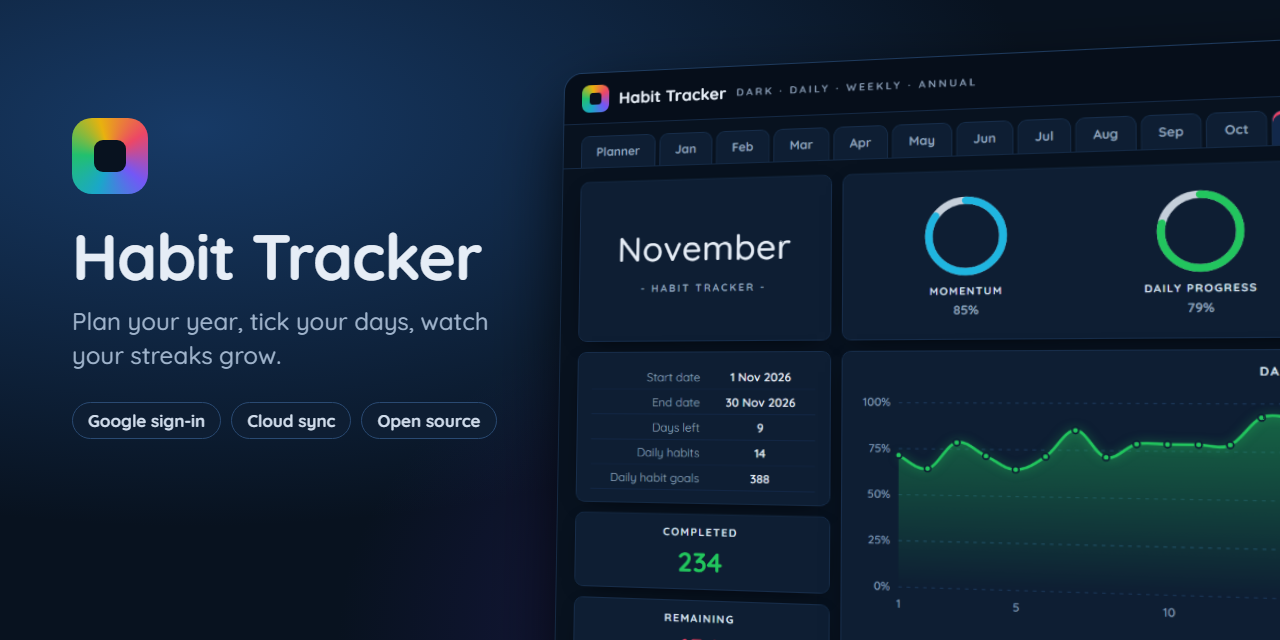 Habit Tracker
Plan your year, tick your days, watch
your streaks grow.
Google sign-in
Cloud sync
Open source
Habit Tracker DARK · DAILY · WEEKLY · ANNUAL
Planner Jan Feb Mar Apr May Jun Jul Aug Sep Oct
November
- HABIT TRACKER -
MOMENTUM
85%
DAILY PROGRESS
79%
Start date 1 Nov 2026
End date 30 Nov 2026
Days left 9
Daily habits 14
Daily habit goals 388
COMPLETED
234
REMAINING
100%
75%
50%
25%
0%
1 5 10